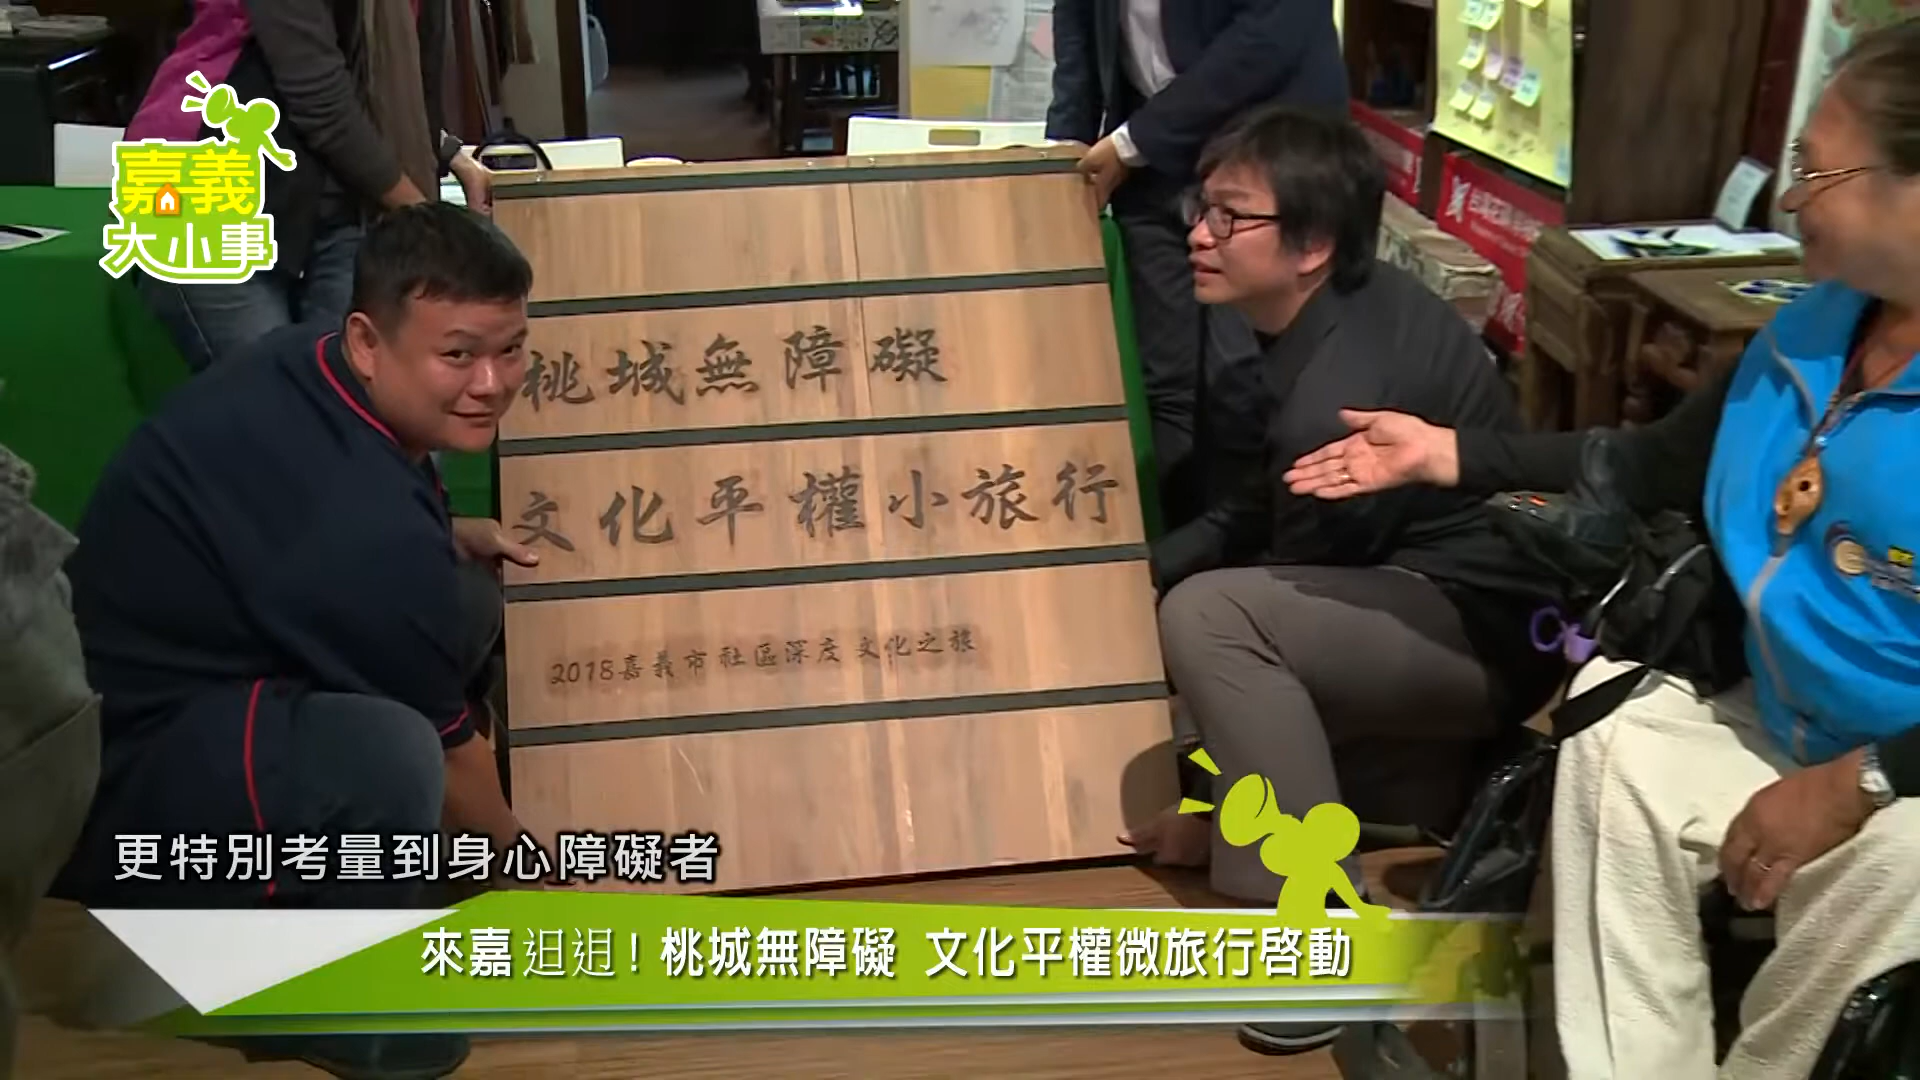 嘉義
大小事
桃城無障礙
文化平權小旅行
2018嘉義市社區深度文化之旅
更特別考量到身心障礙者
來嘉迌迌！桃城無障礙 文化平權微旅行啓動